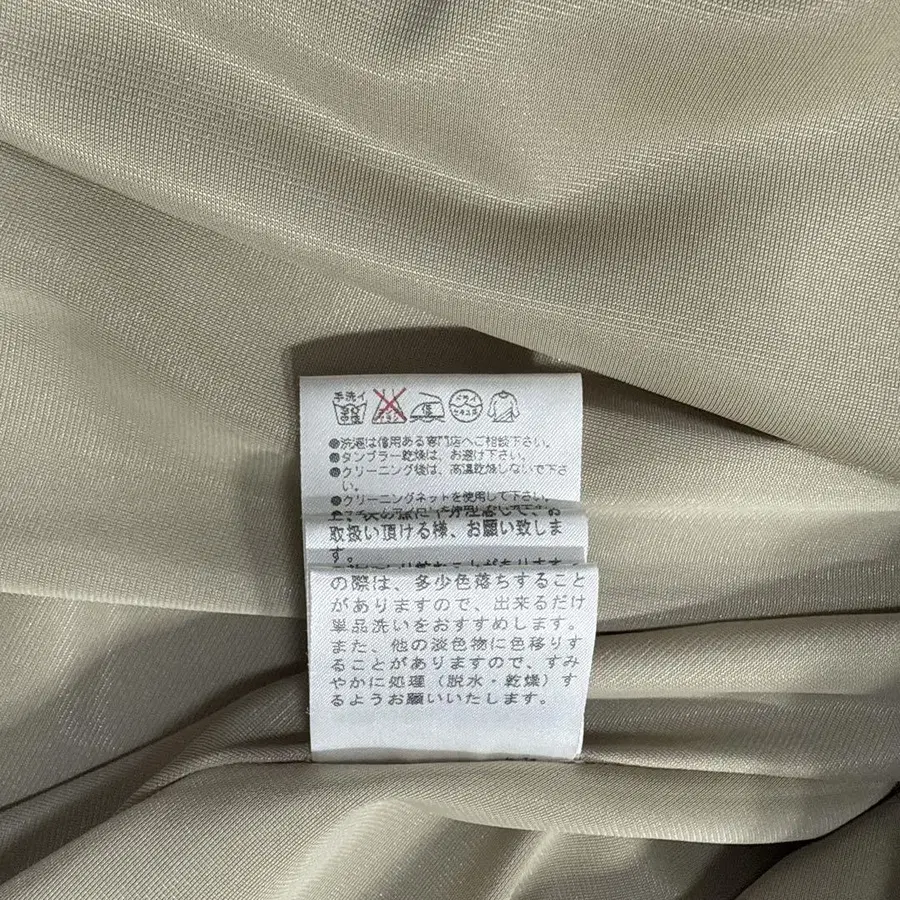 手洗イ
ドライ
●洗濯は信用ある専門店へご相談下さい。
●タンブラー乾燥は、お避け下さい。
●クリーニング後は、高温乾燥しないで下さ
い。
●クリーニングネットを使用して下さい。
取扱い頂ける様、お願い致しま
す。
の際は、多少色落ちすること
がありますので、出来るだけ
単品洗いをおすすめします。
また、他の淡色物に色移りす
ることがありますので、すみ
やかに処理（脱水・乾燥）す
るようお願いいたします。